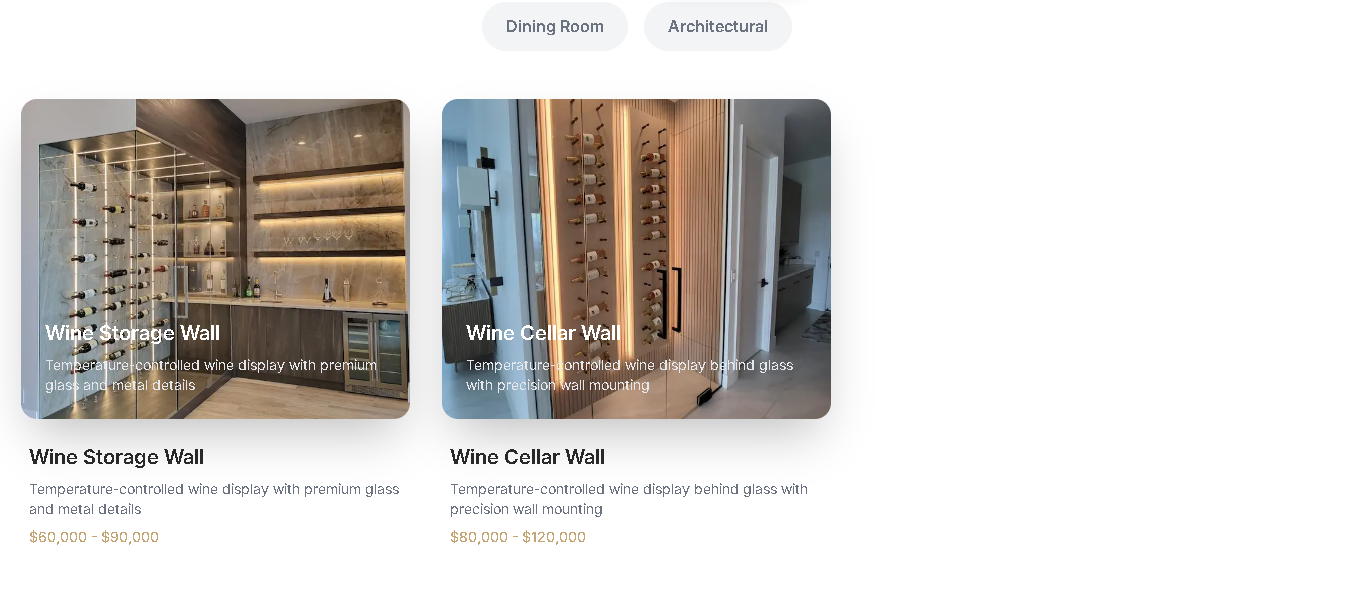 Dining Room
Architectural
Wine Storage Wall
Temperature-controlled wine display with premium
glass and metal details
Wine Cellar Wall
Temperature-controlled wine display behind glass
with precision wall mounting
Wine Storage Wall
Temperature-controlled wine display with premium glass
and metal details
$60,000 - $90,000
Wine Cellar Wall
Temperature-controlled wine display behind glass with
precision wall mounting
$80,000 - $120,000